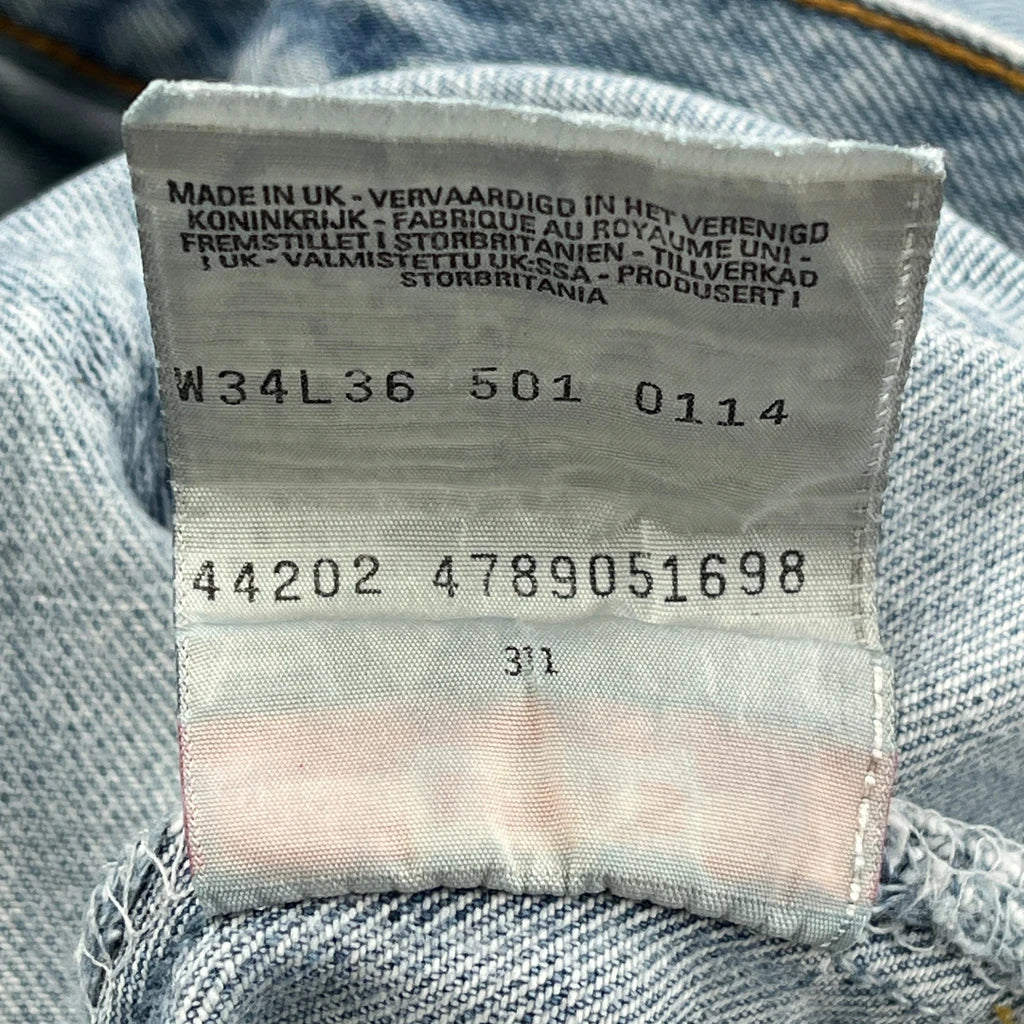 MADE IN UK - VERVAARDIGD IN HET VERENIGD
KONINKRIJK - FABRIQUE AU ROYAUME UNI -
FREMSTILLET I STORBRITANIEN - TILLVERKAD
I UK - VALMISTETTU UK:SSA - PRODUSERT I
STORBRITANIA
W34L36 501 0114
44202 4789051698